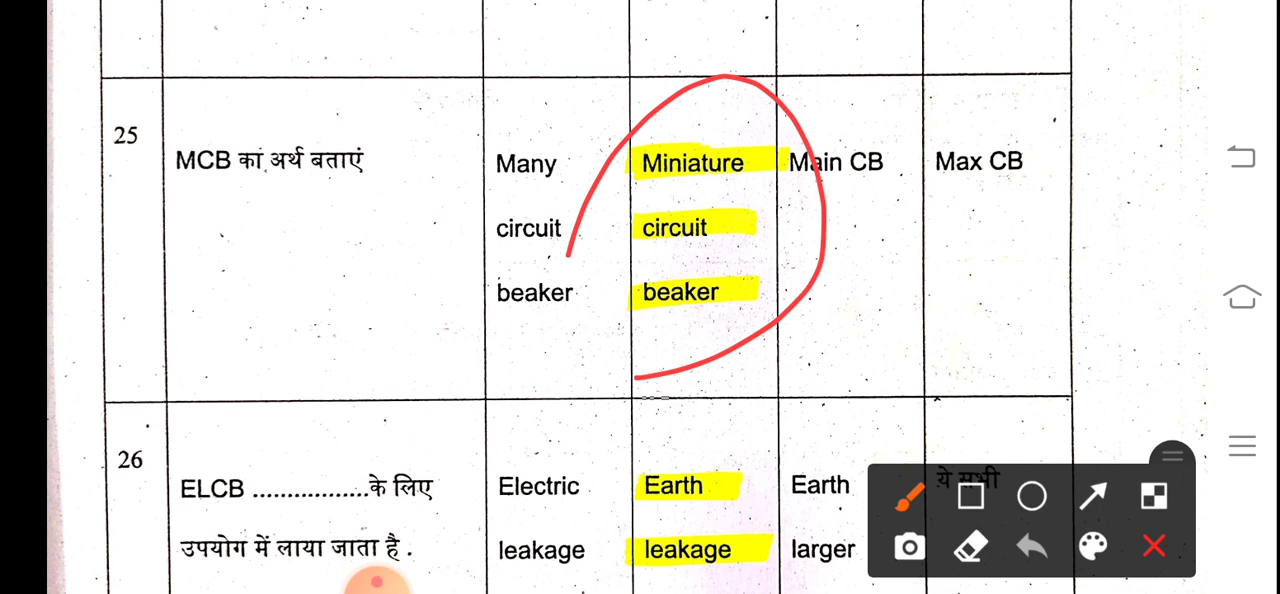 25
MCB का अर्थ बताएं
Many Miniature Main CB Max CB
circuit circuit
beaker beaker
26
ELCB .................के लिए Electric Earth Earth ये सभी
उपयोग में लाया जाता है . leakage leakage larger